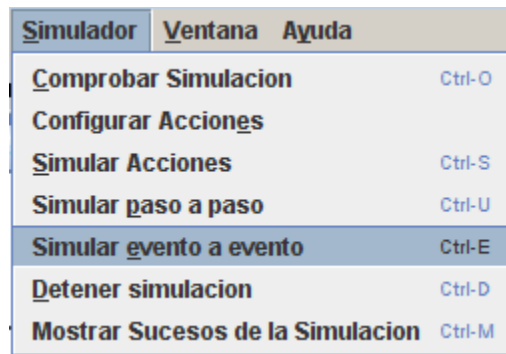 Simulador Ventana Ayuda
Comprobar Simulacion Ctrl-O
Configurar Acciones
Simular Acciones Ctrl-S
Simular paso a paso Ctrl-U
Simular evento a evento Ctrl-E
Detener simulacion Ctrl-D
Mostrar Sucesos de la Simulacion Ctrl-M